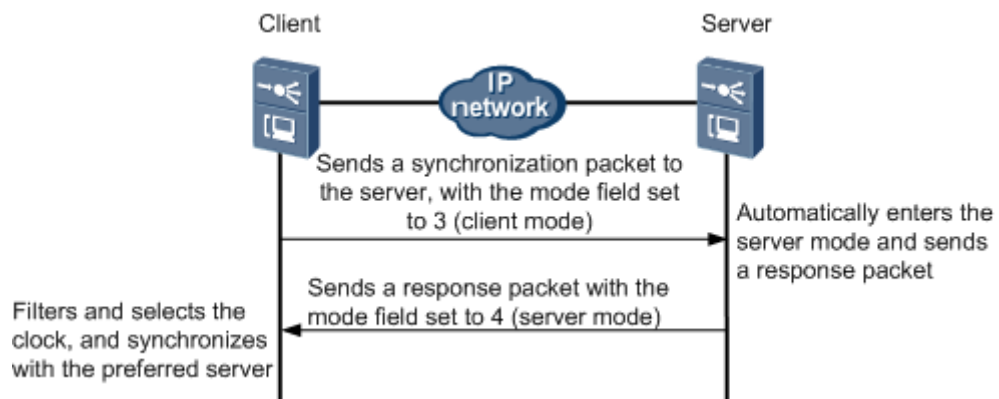 Client
Server
IP
network
Sends a synchronization packet to
the server, with the mode field set
to 3 (client mode)
Automatically enters the
server mode and sends
a response packet
Sends a response packet with the
mode field set to 4 (server mode)
Filters and selects the
clock, and synchronizes
with the preferred server